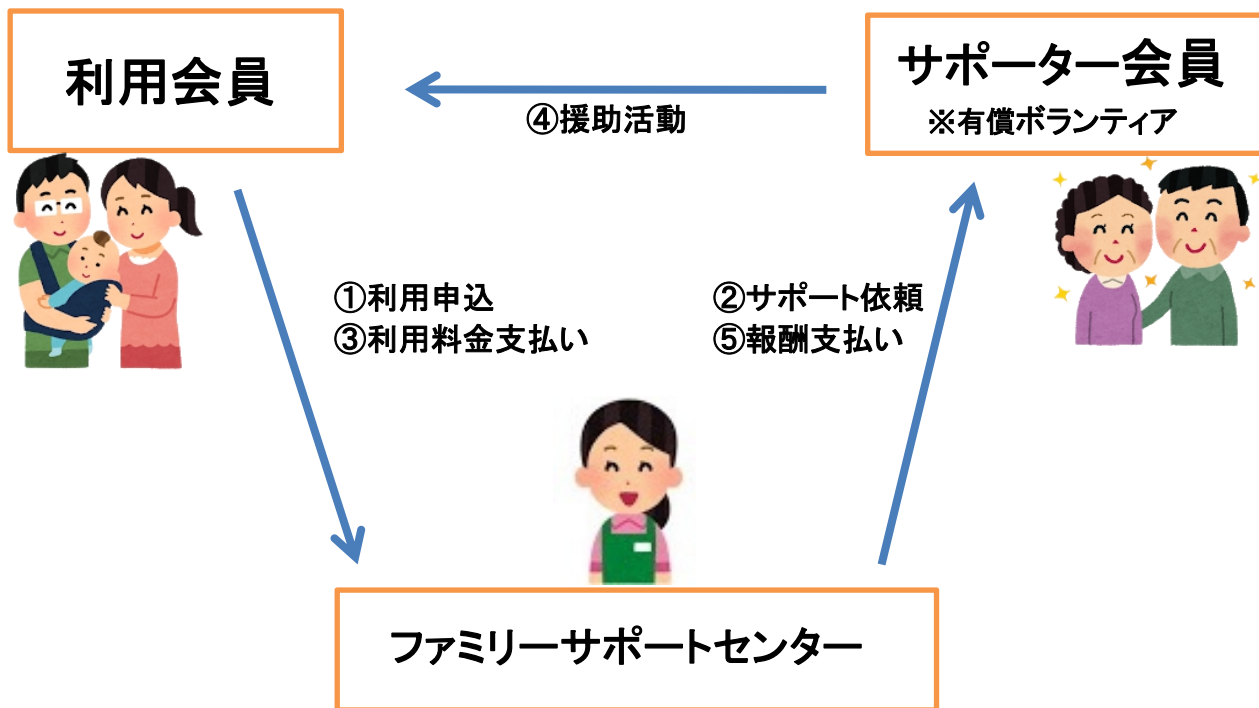 利用会員
サポーター会員
※有償ボランティア
④援助活動
①利用申込
③利用料金支払い
②サポート依頼
⑤報酬支払い
ファミリーサポートセンター